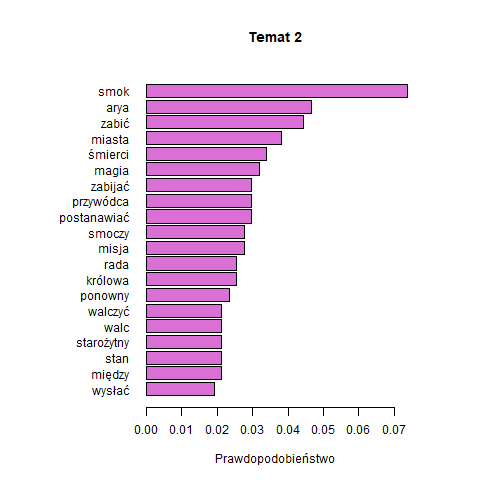 Temat 2
smok
arya
zabić
miasta
śmierci
magia
zabijać
przywódca
postanawiać
smoczy
misja
rada
królowa
ponowny
walczyć
walc
starożytny
stan
między
wysłać
0.00 0.01 0.02 0.03 0.04 0.05 0.06 0.07
Prawdopodobieństwo